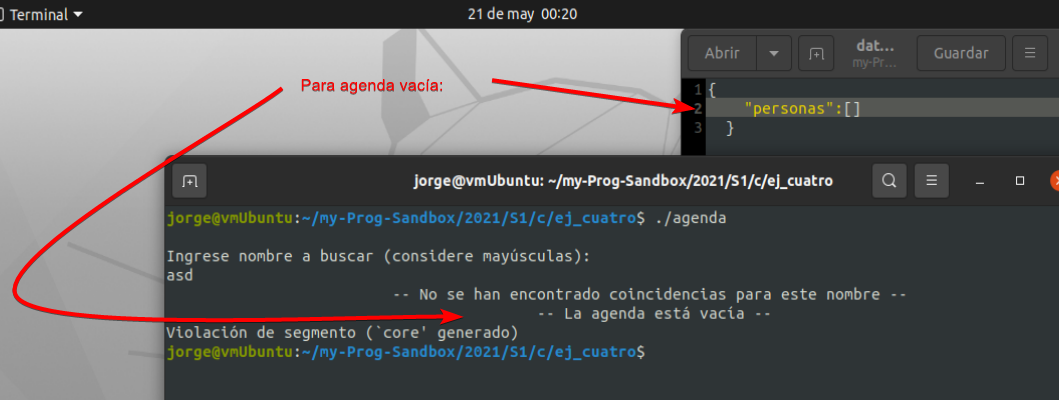 Terminal
21 de may 00:20
Abrir
dat...
my-Pr...
Guardar
Para agenda vacía:
1 {
2 "personas":[]
3 }
jorge@vmUbuntu: ~/my-Prog-Sandbox/2021/S1/c/ej_cuatro
jorge@vmUbuntu:~/my-Prog-Sandbox/2021/S1/c/ej_cuatro$ ./agenda
Ingrese nombre a buscar (considere mayúsculas):
asd
-- No se han encontrado coincidencias para este nombre --
-- La agenda está vacía --
Violación de segmento (`core' generado)
jorge@vmUbuntu:~/my-Prog-Sandbox/2021/S1/c/ej_cuatro$